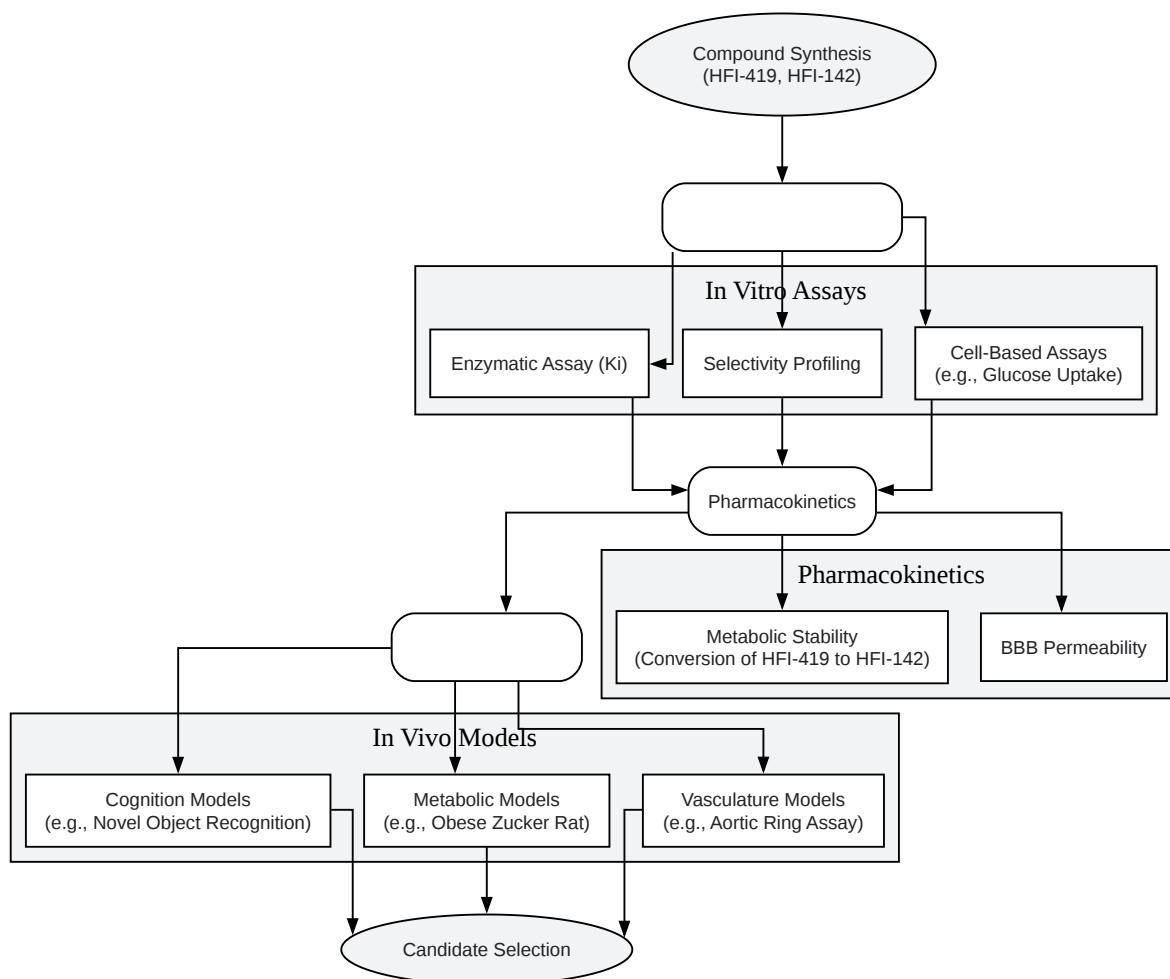 Compound Synthesis
(HFI-419, HFI-142)
In Vitro Assays
Enzymatic Assay (Ki)
Selectivity Profiling
Cell-Based Assays
(e.g., Glucose Uptake)
Pharmacokinetics
Pharmacokinetics
Metabolic Stability
(Conversion of HFI-419 to HFI-142)
BBB Permeability
In Vivo Models
Cognition Models
(e.g., Novel Object Recognition)
Metabolic Models
(e.g., Obese Zucker Rat)
Vasculature Models
(e.g., Aortic Ring Assay)
Candidate Selection